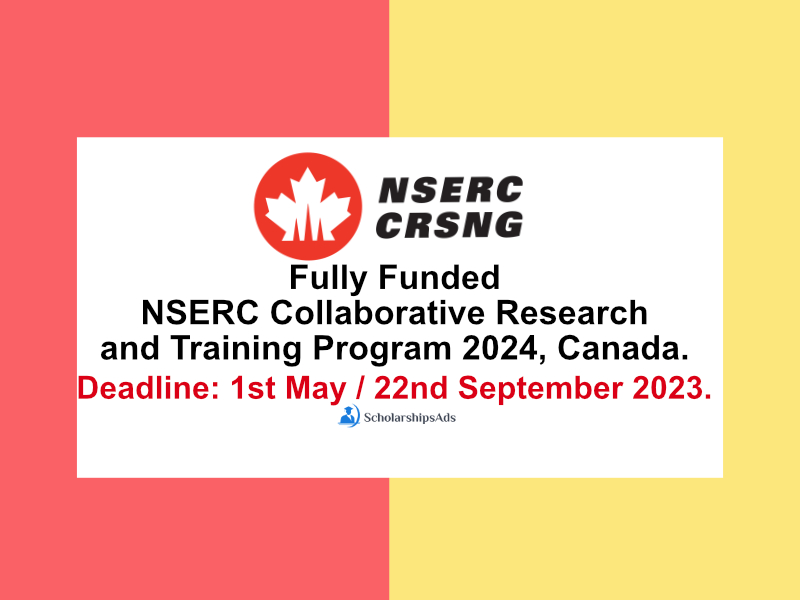 NSERC
CRSNG
Fully Funded
NSERC Collaborative Research
and Training Program 2024, Canada.
Deadline: 1st May / 22nd September 2023.
ScholarshipsAds